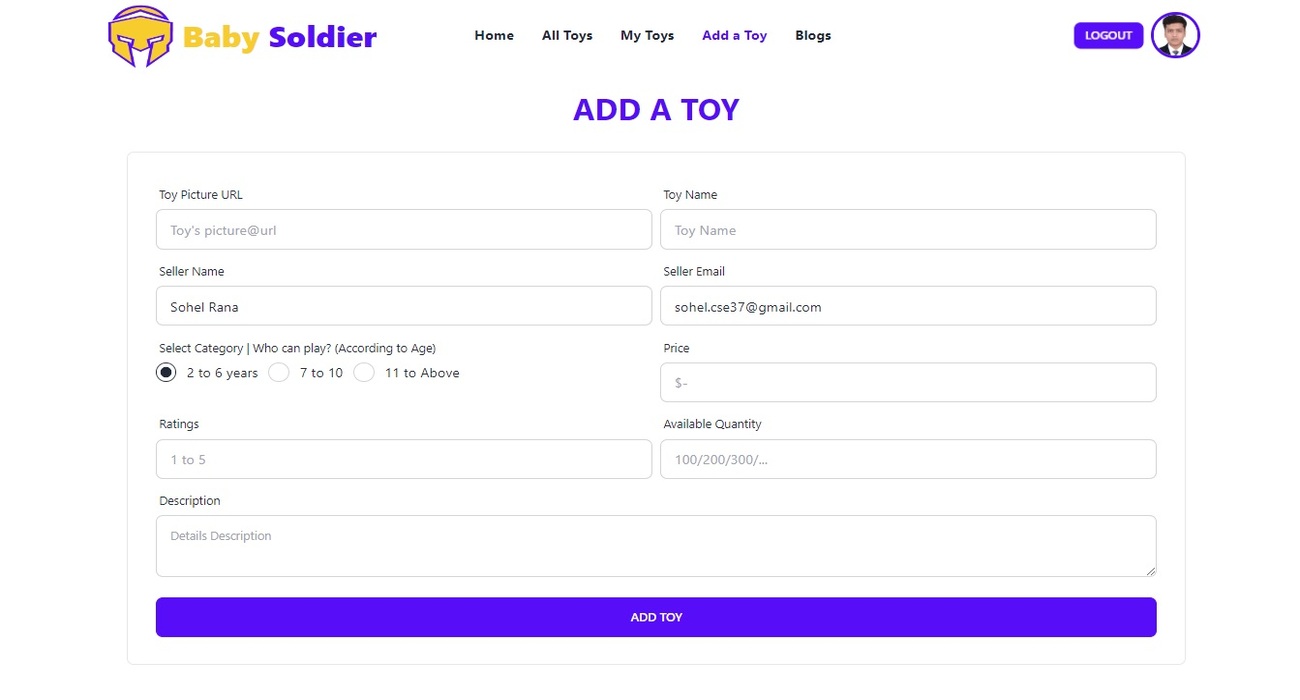 Baby Soldier
Home All Toys My Toys Add a Toy Blogs
LOGOUT
ADD A TOY
Toy Picture URL Toy Name
Toy's picture@url Toy Name
Seller Name Seller Email
Sohel Rana sohel.cse37@gmail.com
Select Category | Who can play? (According to Age) Price
2 to 6 years 7 to 10 11 to Above $-
Ratings Available Quantity
1 to 5 100/200/300/...
Description
Details Description
ADD TOY